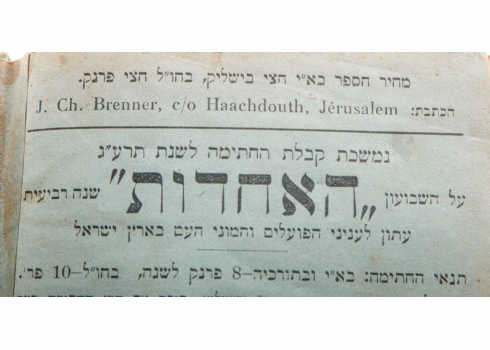 מחיר הספר בא״י חצי בישליק, בחו״ל חצי פרנק.
הכתבת: J. Ch. Brenner, c/o Haachdouth, Jérusalem
נמשכת קבלת החתימה לשנת תרע״ג
על השבועון „האחדות” שנה רביעית
עתון לעניני הפועלים והמוני העם בארץ ישראל
תנאי החתימה: בא״י ובתורכיה–8 פרנק לשנה, בחו״ל–10 פר׳.